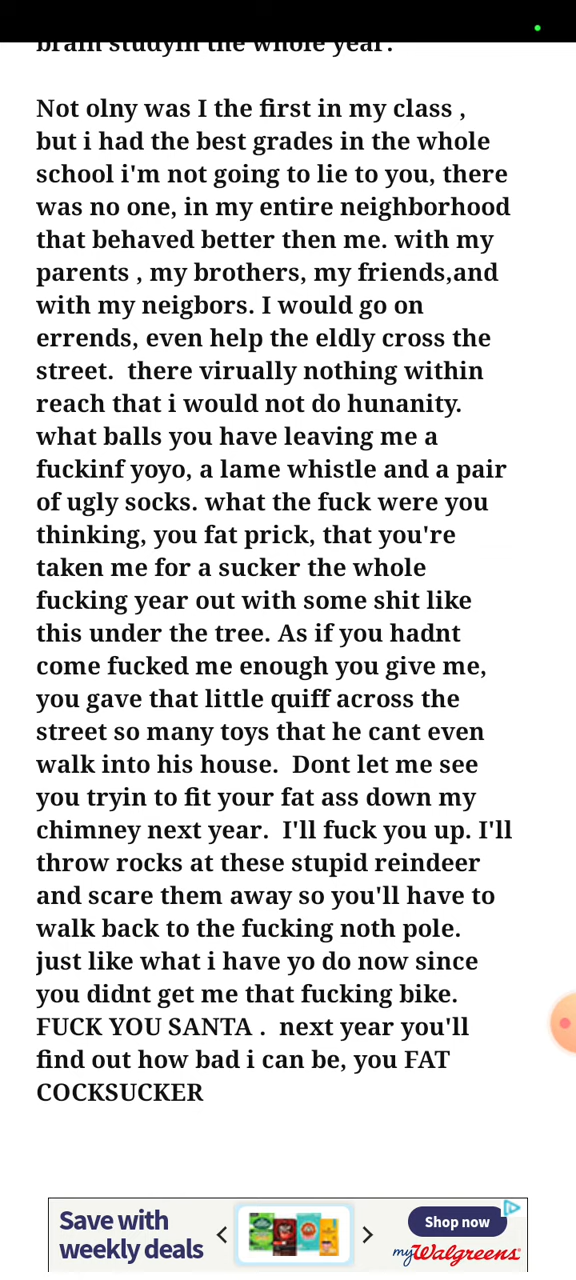 brain studyin the whole year.
Not olny was I the first in my class ,
but i had the best grades in the whole
school i'm not going to lie to you, there
was no one, in my entire neighborhood
that behaved better then me. with my
parents , my brothers, my friends,and
with my neigbors. I would go on
errends, even help the eldly cross the
street.  there virually nothing within
reach that i would not do hunanity.
what balls you have leaving me a
fuckinf yoyo, a lame whistle and a pair
of ugly socks. what the fuck were you
thinking, you fat prick, that you're
taken me for a sucker the whole
fucking year out with some shit like
this under the tree. As if you hadnt
come fucked me enough you give me,
you gave that little quiff across the
street so many toys that he cant even
walk into his house.  Dont let me see
you tryin to fit your fat ass down my
chimney next year.  I'll fuck you up. I'll
throw rocks at these stupid reindeer
and scare them away so you'll have to
walk back to the fucking noth pole.
just like what i have yo do now since
you didnt get me that fucking bike.
FUCK YOU SANTA .  next year you'll
find out how bad i can be, you FAT
COCKSUCKER
Save with
weekly deals
Shop now
myWalgreens